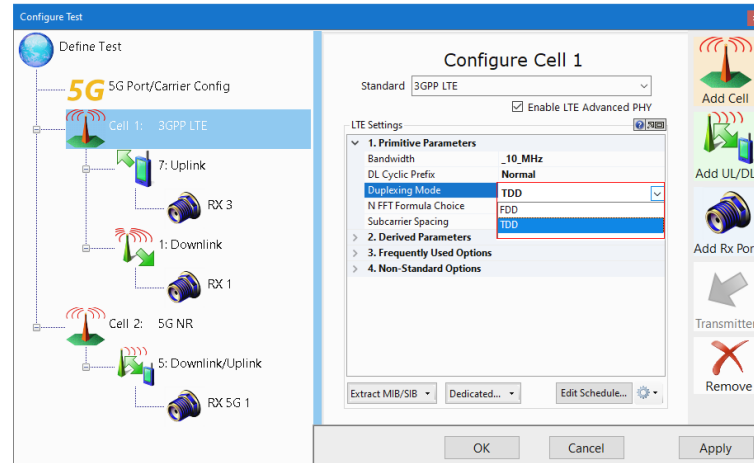 Configure Test
Define Test
5G 5G Port/Carrier Config
Cell 1: 3GPP LTE
7: Uplink
RX 3
1: Downlink
RX 1
Cell 2: 5G NR
5: Downlink/Uplink
RX 5G 1
Configure Cell 1
Standard 3GPP LTE
Enable LTE Advanced PHY
LTE Settings
1. Primitive Parameters
Bandwidth _10_MHz
DL Cyclic Prefix Normal
Duplexing Mode TDD
N FFT Formula Choice FDD
Subcarrier Spacing TDD
2. Derived Parameters
3. Frequently Used Options
4. Non-Standard Options
Extract MIB/SIB Dedicated... Edit Schedule...
OK Cancel Apply
Add Cell
Add UL/DL
Add Rx Por
Transmitter
Remove